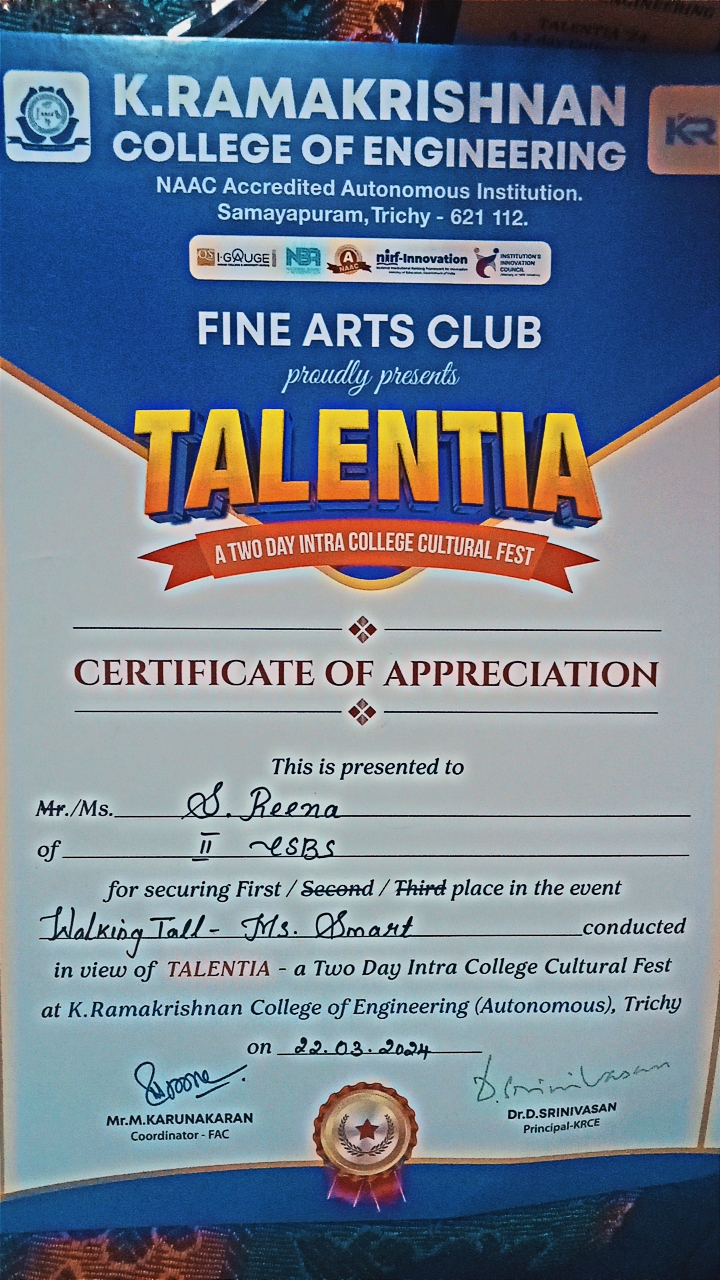 K.RAMAKRISHNAN
COLLEGE OF ENGINEERING
NAAC Accredited Autonomous Institution.
Samayapuram, Trichy - 621 112.
KR
QS I·GAUGE
NBA
A
NAAC
nirf-Innovation
INSTITUTION'S
INNOVATION
COUNCIL
FINE ARTS CLUB
proudly presents
TALENTIA
A TWO DAY INTRA COLLEGE CULTURAL FEST
CERTIFICATE OF APPRECIATION
This is presented to
Mr./Ms. S. Reena
of II CSBS
for securing First / Second / Third place in the event
Walking Tall - Ms. Smart conducted
in view of TALENTIA - a Two Day Intra College Cultural Fest
at K.Ramakrishnan College of Engineering (Autonomous), Trichy
on 22.03.2024
D. Srinivasan
Mr.M.KARUNAKARAN
Coordinator - FAC
Dr.D.SRINIVASAN
Principal-KRCE